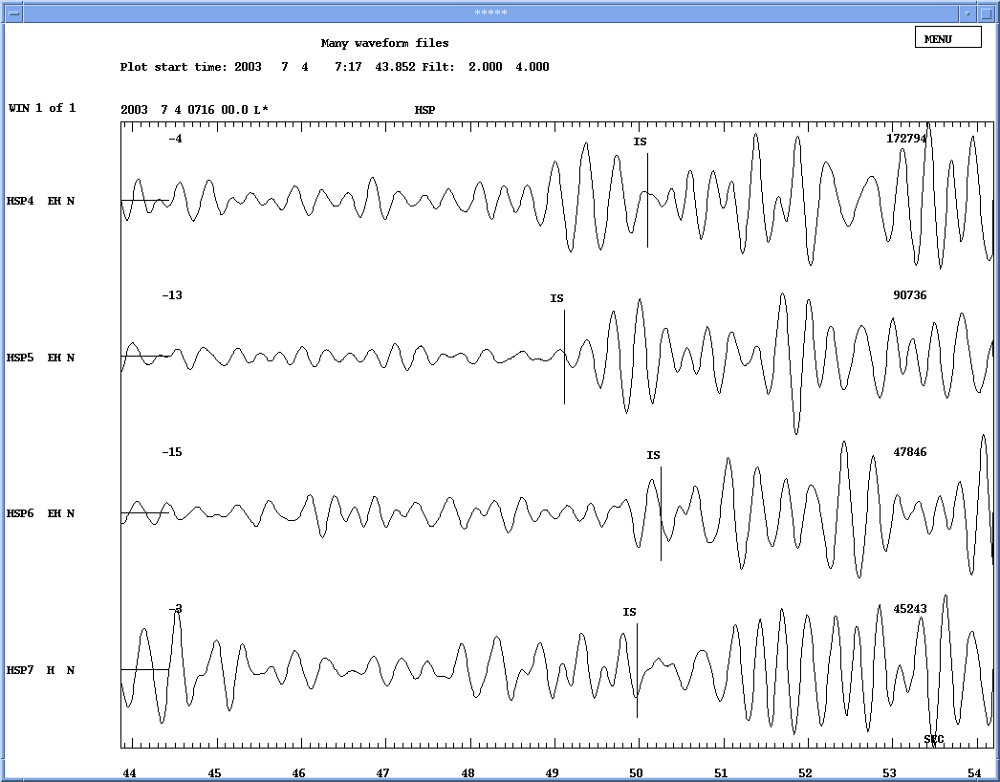 *****
MENU
Many waveform files
Plot start time: 2003 7 4 7:17 43.852 Filt: 2.000 4.000
WIN 1 of 1
2003 7 4 0716 00.0 L* HSP
-4 IS 172794
HSP4 EH N
-13 IS 90736
HSP5 EH N
-15 IS 47846
HSP6 EH N
-3 IS 45243
HSP7 H N
SEC
44 45 46 47 48 49 50 51 52 53 54